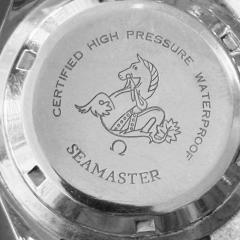 CERTIFIED HIGH PRESSURE WATERPROOF
Ω
SEAMASTER